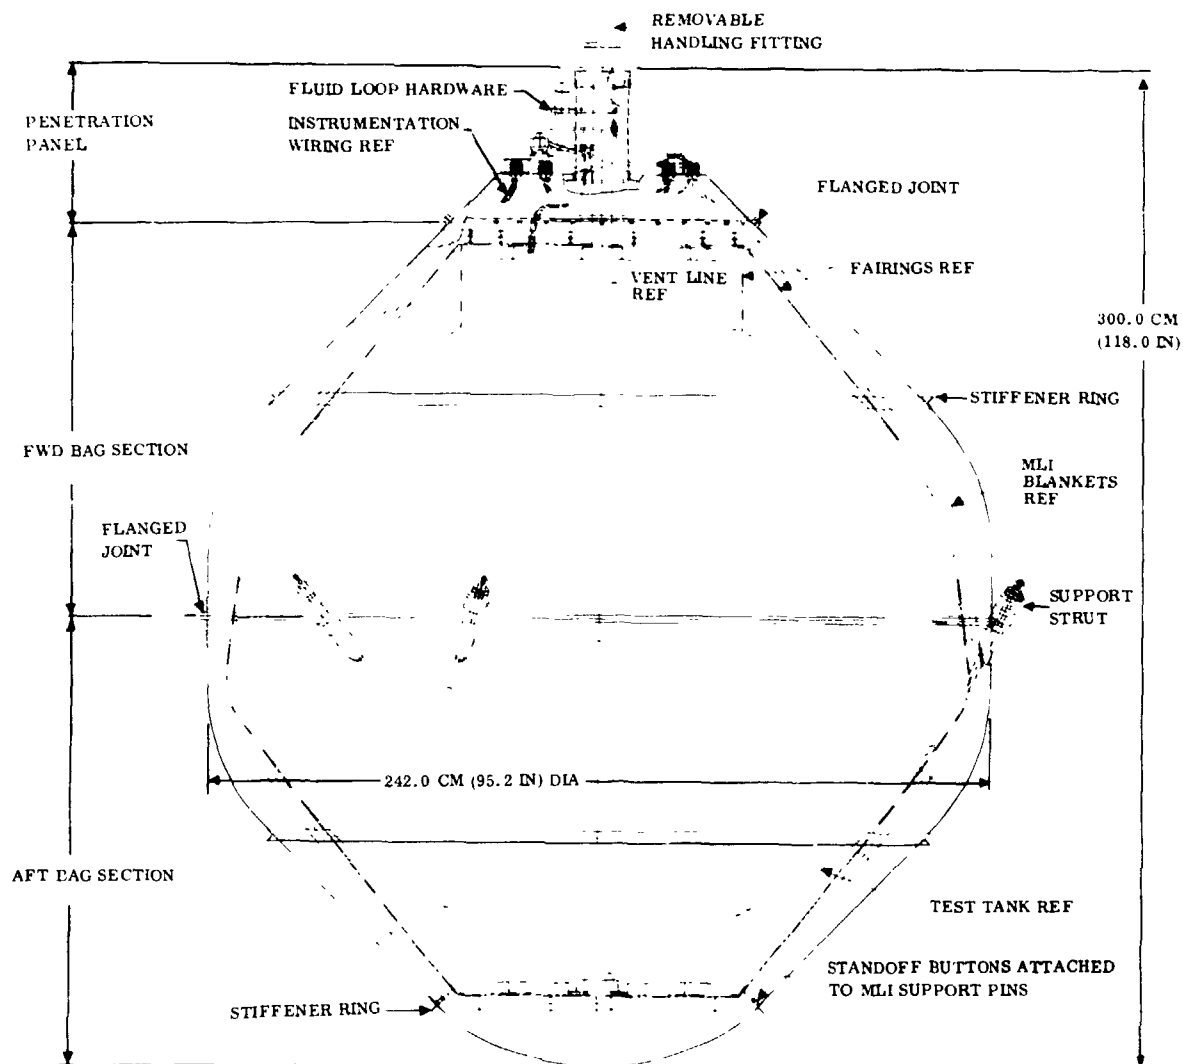 REMOVABLE
HANDLING FITTING
FLUID LOOP HARDWARE
INSTRUMENTATION
WIRING REF
PENETRATION
PANEL
FLANGED JOINT
VENT LINE
REF
FAIRINGS REF
300.0 CM
(118.0 IN)
STIFFENER RING
FWD BAG SECTION
MLI
BLANKETS
REF
FLANGED
JOINT
SUPPORT
STRUT
242.0 CM (95.2 IN) DIA
AFT BAG SECTION
TEST TANK REF
STANDOFF BUTTONS ATTACHED
TO MLI SUPPORT PINS
STIFFENER RING